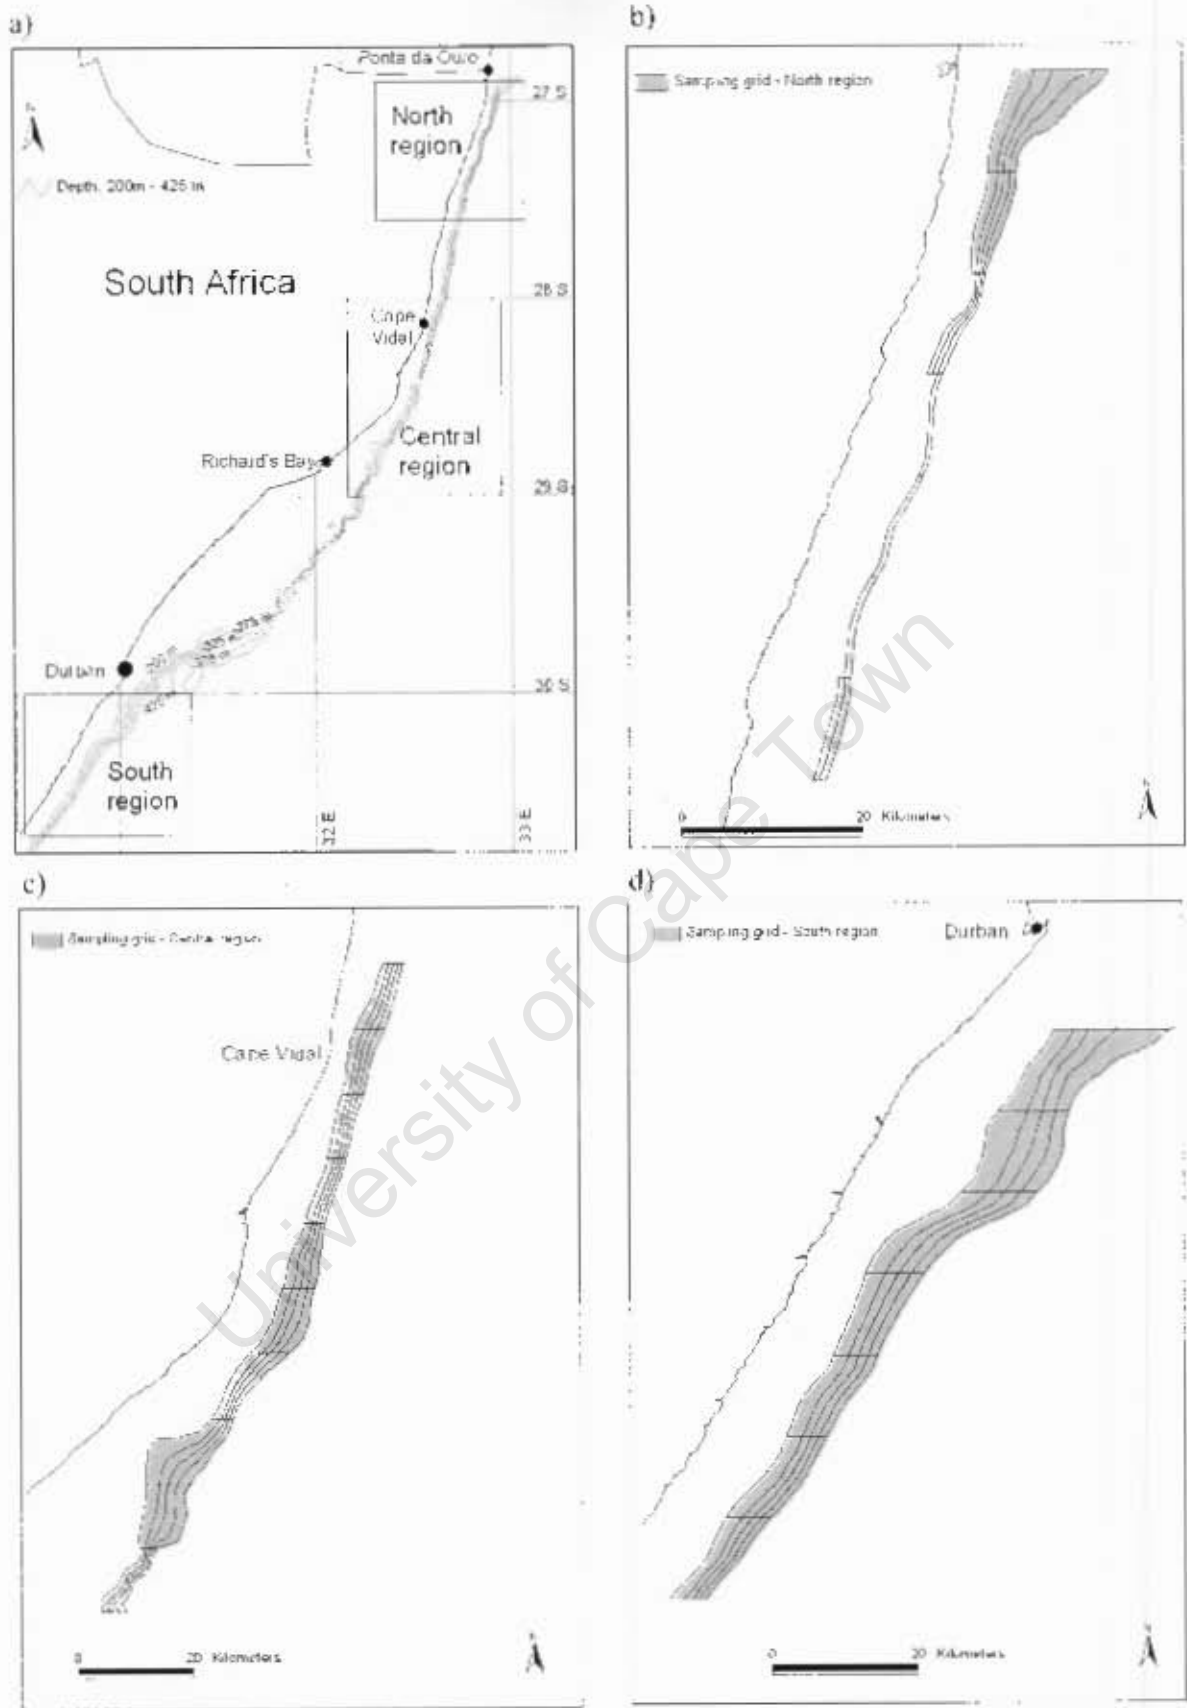 a)
Ponta da Ouro
27 S
North
region
Depth, 200m - 425 m
South Africa
28 S
Cape
Vidal
Central
region
Richard's Bay
29 S
Durban
30 S
South
region
32 E
33 E
b)
Sampling grid - North region
0 20 Kilometers
c)
Sampling grid - Central region
Cape Vidal
0 20 Kilometers
d)
Sampling grid - South region
Durban
0 20 Kilometers
University of Cape Town